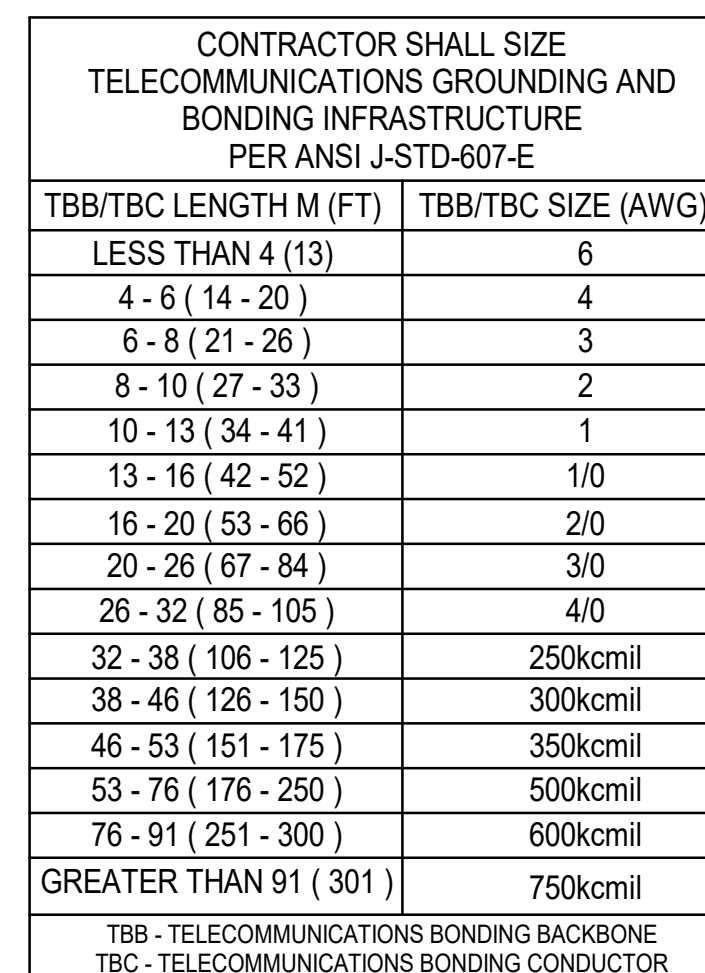 CONTRACTOR SHALL SIZE
TELECOMMUNICATIONS GROUNDING AND
BONDING INFRASTRUCTURE
PER ANSI J-STD-607-E
TBB/TBC LENGTH M (FT) TBB/TBC SIZE (AWG)
LESS THAN 4 (13) 6
4 - 6 ( 14 - 20 ) 4
6 - 8 ( 21 - 26 ) 3
8 - 10 ( 27 - 33 ) 2
10 - 13 ( 34 - 41 ) 1
13 - 16 ( 42 - 52 ) 1/0
16 - 20 ( 53 - 66 ) 2/0
20 - 26 ( 67 - 84 ) 3/0
26 - 32 ( 85 - 105 ) 4/0
32 - 38 ( 106 - 125 ) 250kcmil
38 - 46 ( 126 - 150 ) 300kcmil
46 - 53 ( 151 - 175 ) 350kcmil
53 - 76 ( 176 - 250 ) 500kcmil
76 - 91 ( 251 - 300 ) 600kcmil
GREATER THAN 91 ( 301 ) 750kcmil
TBB - TELECOMMUNICATIONS BONDING BACKBONE
TBC - TELECOMMUNICATIONS BONDING CONDUCTOR